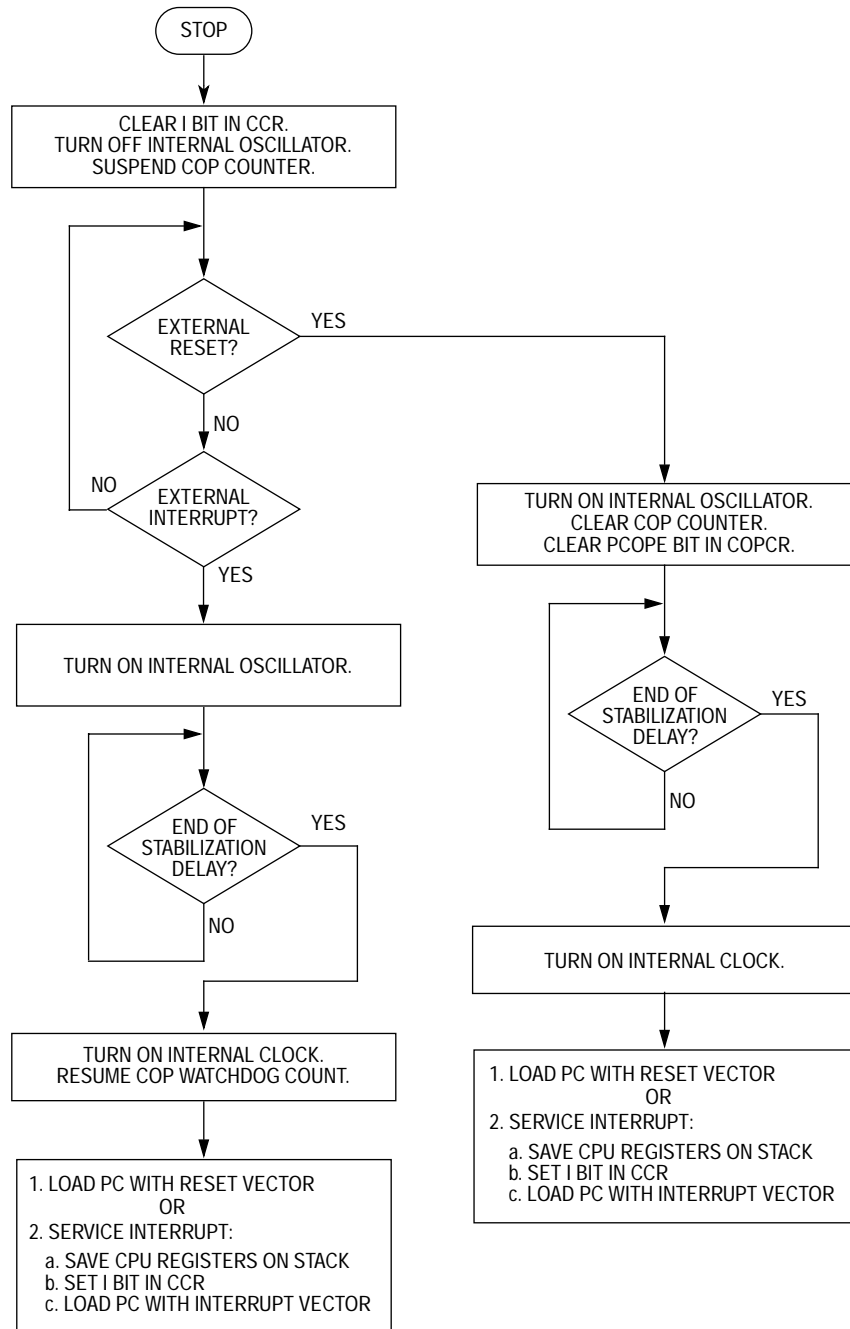 STOP
CLEAR I BIT IN CCR.
TURN OFF INTERNAL OSCILLATOR.
SUSPEND COP COUNTER.
EXTERNAL
RESET?
YES
NO
EXTERNAL
INTERRUPT?
NO
YES
TURN ON INTERNAL OSCILLATOR.
END OF
STABILIZATION
DELAY?
YES
NO
TURN ON INTERNAL CLOCK.
RESUME COP WATCHDOG COUNT.
1. LOAD PC WITH RESET VECTOR
OR
2. SERVICE INTERRUPT:
a. SAVE CPU REGISTERS ON STACK
b. SET I BIT IN CCR
c. LOAD PC WITH INTERRUPT VECTOR
TURN ON INTERNAL OSCILLATOR.
CLEAR COP COUNTER.
CLEAR PCOPE BIT IN COPCR.
END OF
STABILIZATION
DELAY?
YES
NO
TURN ON INTERNAL CLOCK.
1. LOAD PC WITH RESET VECTOR
OR
2. SERVICE INTERRUPT:
a. SAVE CPU REGISTERS ON STACK
b. SET I BIT IN CCR
c. LOAD PC WITH INTERRUPT VECTOR